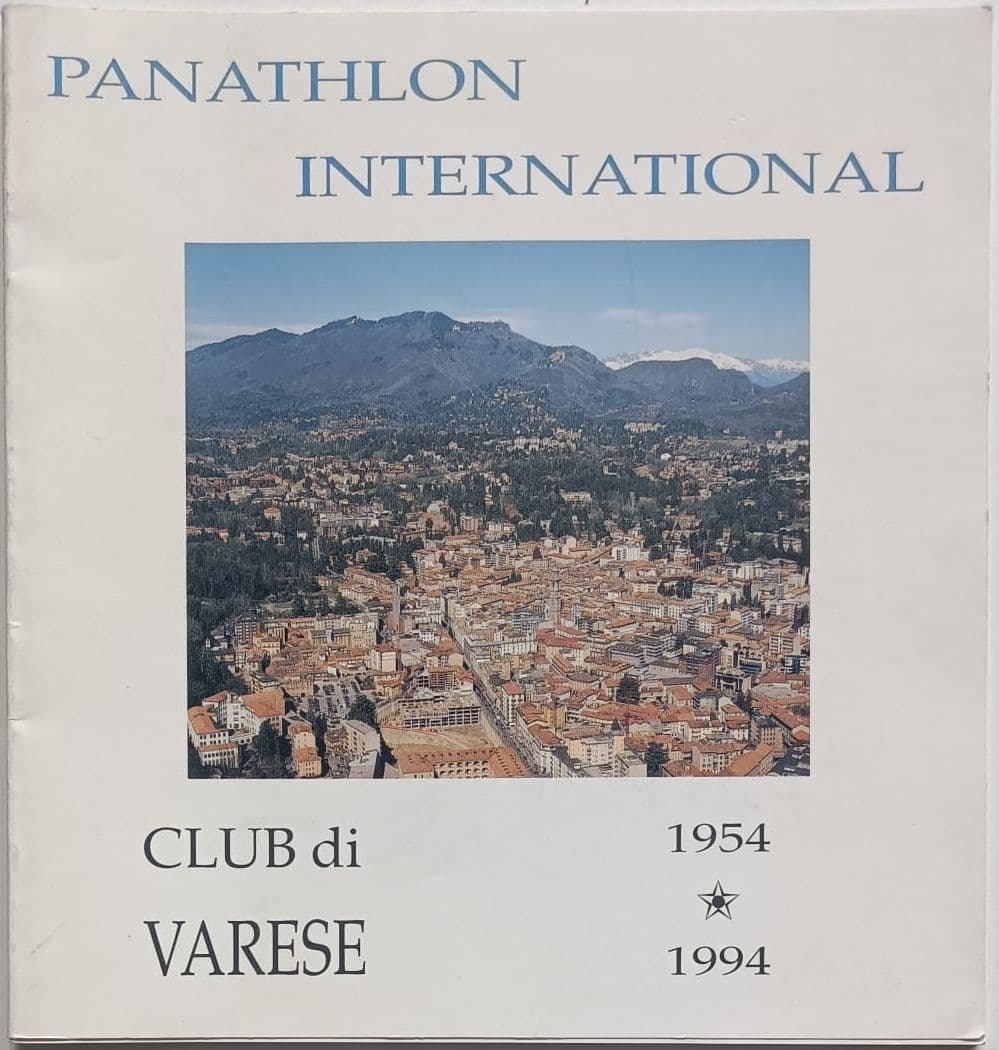 PANATHLON
INTERNATIONAL
CLUB di
VARESE
1954
1994